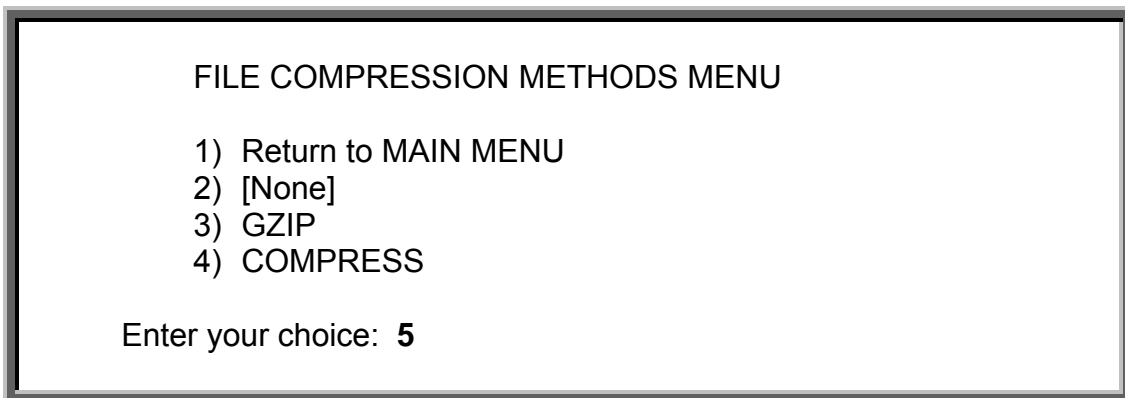 FILE COMPRESSION METHODS MENU
1) Return to MAIN MENU
2) [None]
3) GZIP
4) COMPRESS
Enter your choice: 5